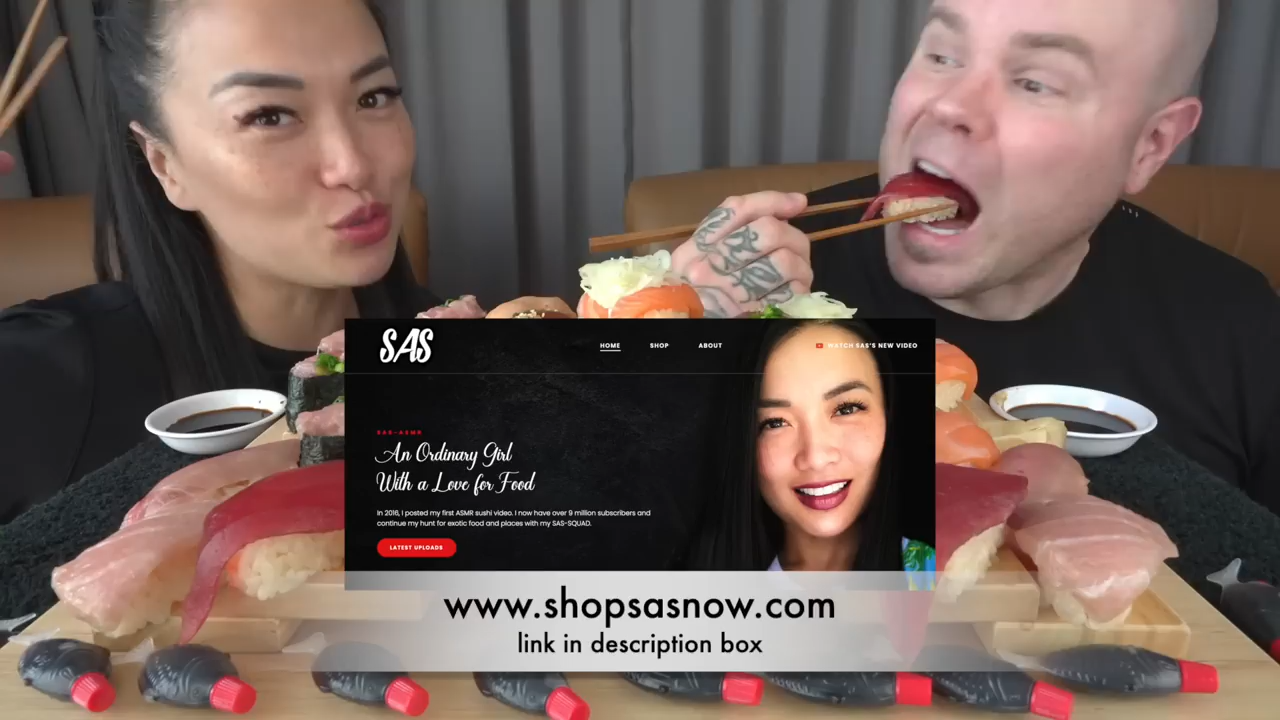 SAS
HOME SHOP ABOUT WATCH SAS'S NEW VIDEO
SAS-ASMR
An Ordinary Girl
With a Love for Food
In 2016, I posted my first ASMR sushi video. I now have over 9 million subscribers and
continue my hunt for exotic food and places with my SAS-SQUAD.
LATEST UPLOADS
www.shopsasnow.com
link in description box